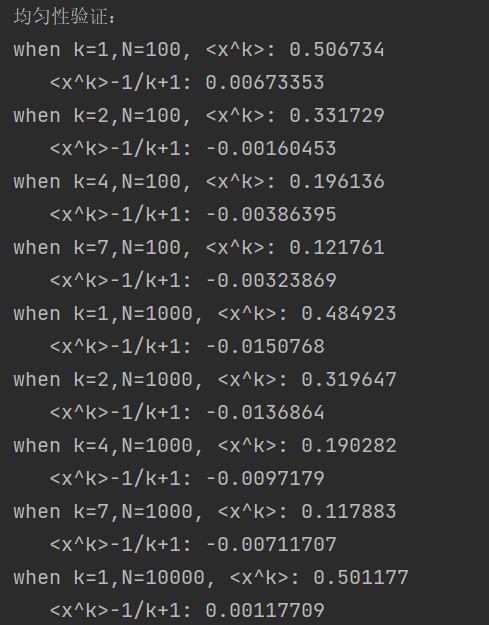 均匀性验证:
when k=1,N=100, <x^k>: 0.506734
<x^k>-1/k+1: 0.00673353
when k=2,N=100, <x^k>: 0.331729
<x^k>-1/k+1: -0.00160453
when k=4,N=100, <x^k>: 0.196136
<x^k>-1/k+1: -0.00386395
when k=7,N=100, <x^k>: 0.121761
<x^k>-1/k+1: -0.00323869
when k=1,N=1000, <x^k>: 0.484923
<x^k>-1/k+1: -0.0150768
when k=2,N=1000, <x^k>: 0.319647
<x^k>-1/k+1: -0.0136864
when k=4,N=1000, <x^k>: 0.190282
<x^k>-1/k+1: -0.0097179
when k=7,N=1000, <x^k>: 0.117883
<x^k>-1/k+1: -0.00711707
when k=1,N=10000, <x^k>: 0.501177
<x^k>-1/k+1: 0.00117709